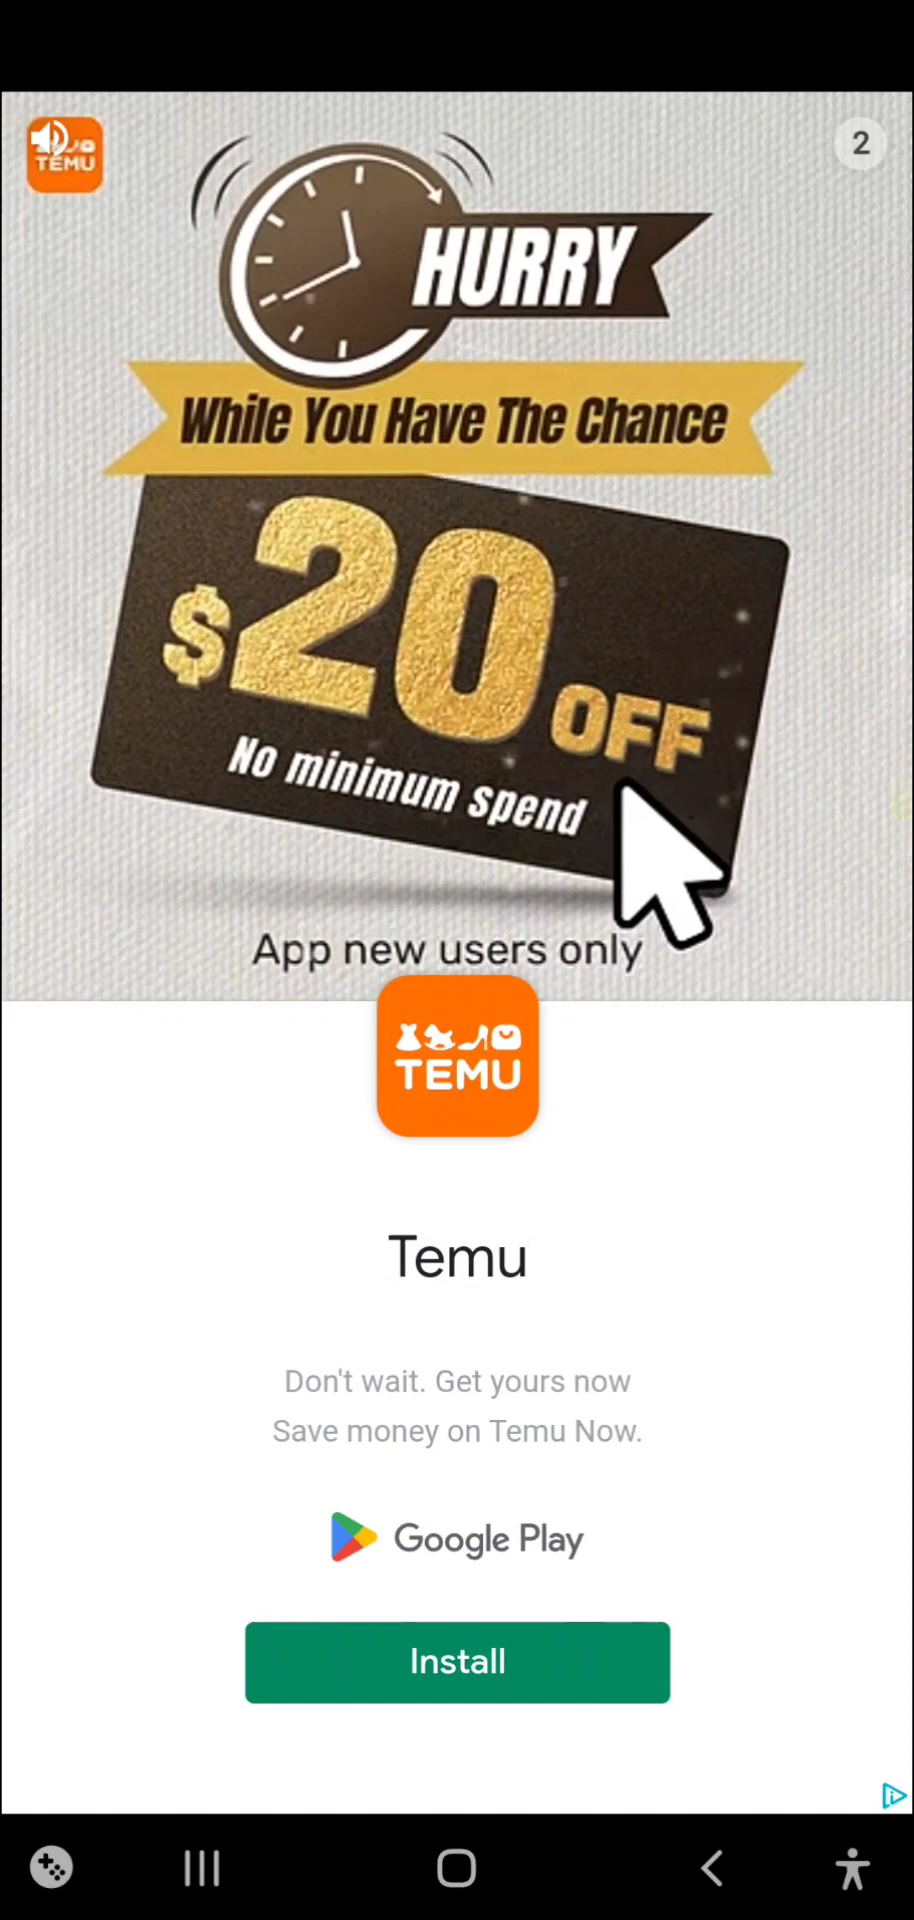 TEMU
2
HURRY
While You Have The Chance
$20 OFF
No minimum spend
App new users only
TEMU
Temu
Don't wait. Get yours now
Save money on Temu Now.
Google Play
Install